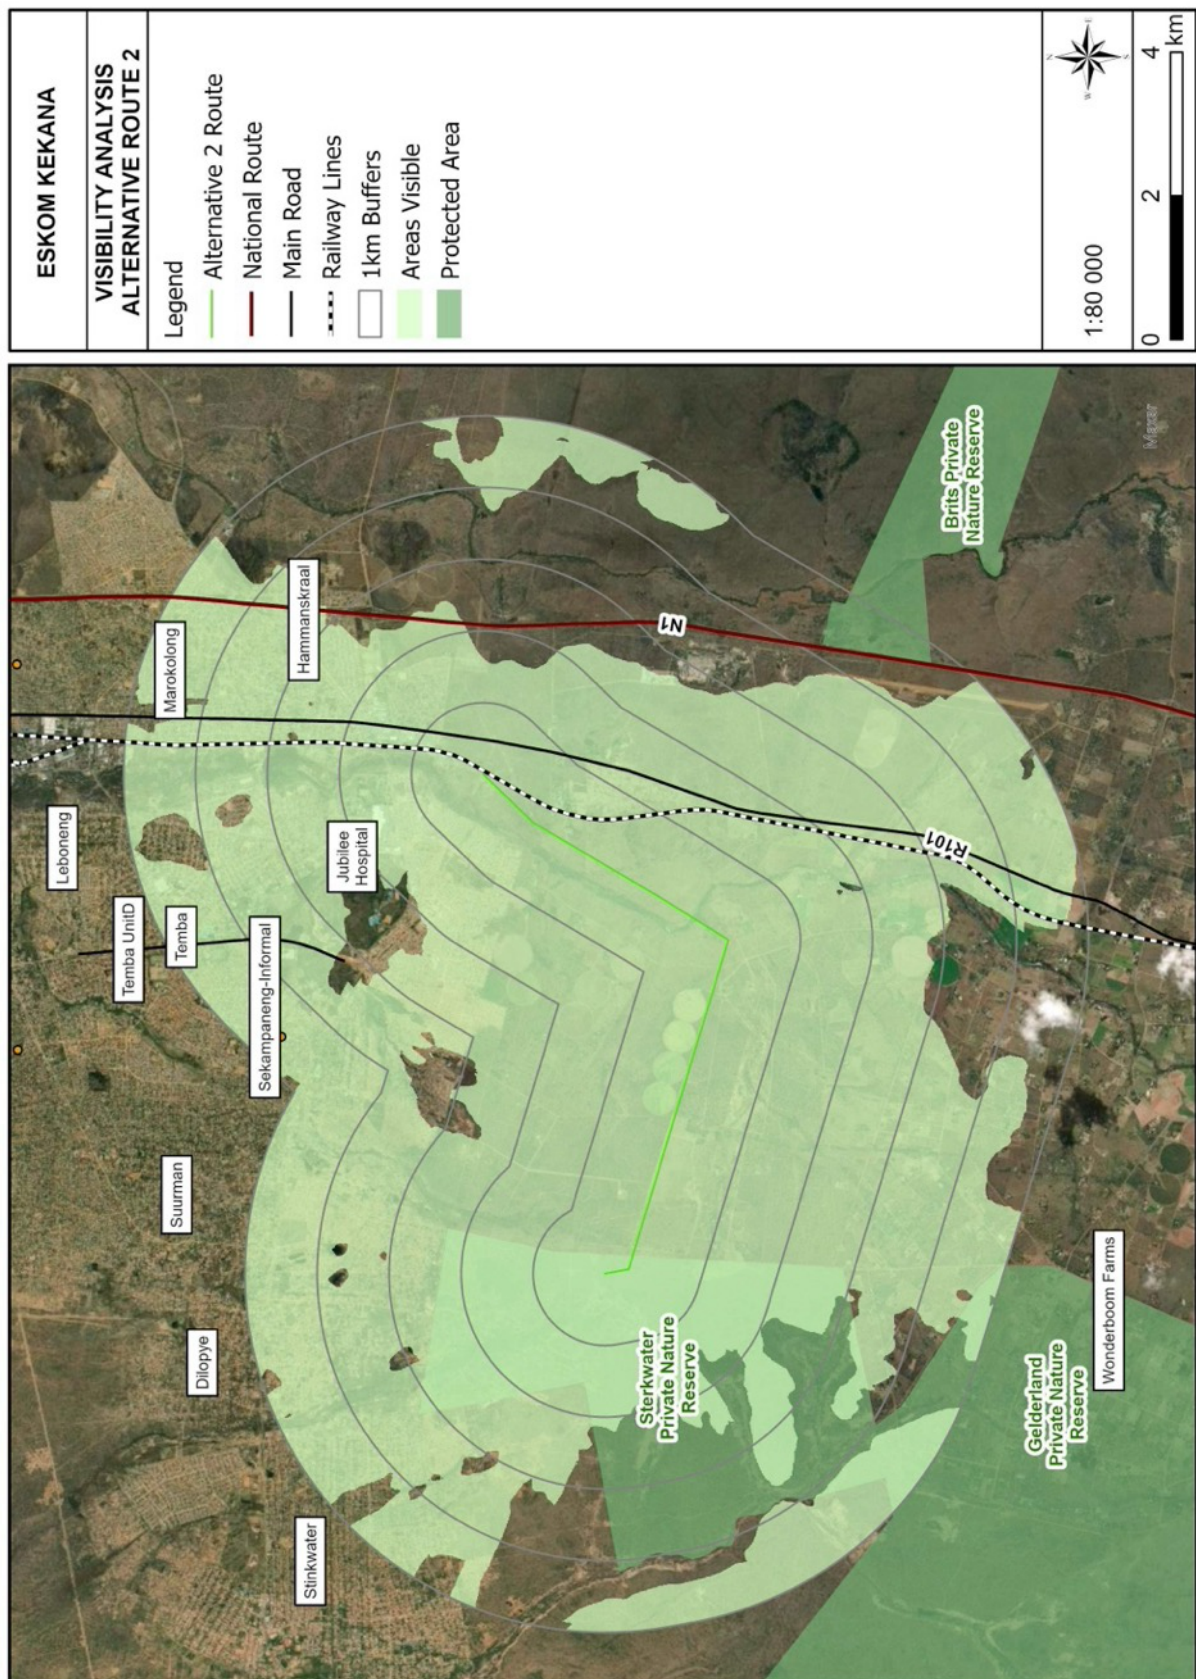 ESKOM KEKANA
VISIBILITY ANALYSIS
ALTERNATIVE ROUTE 2
Legend
Alternative 2 Route
National Route
Main Road
Railway Lines
1km Buffers
Areas Visible
Protected Area
N
E
S
W
1:80 000
0
2
4
km
Leboneng
Temba UnitD
Temba
Marokolong
Suurman
Dilopye
Sekampaneng-Informal
Hammanskraal
Stinkwater
Jubilee
Hospital
N1
R101
Sterkwater
Private Nature
Reserve
Brits Private
Nature Reserve
Gelderland
Private Nature
Reserve
Wonderboom Farms
Maxar